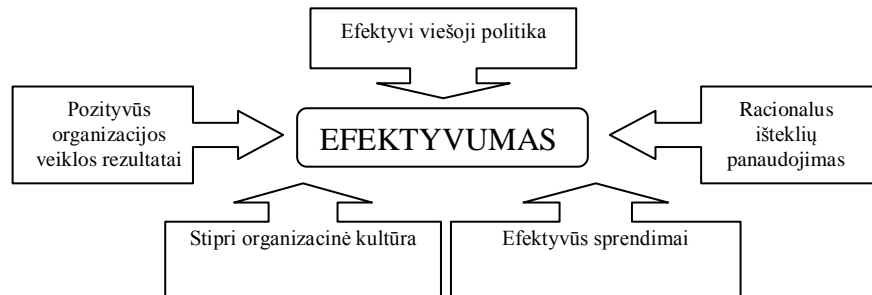 Efektyvi viešoji politika
Pozityvūs
organizacijos
veiklos rezultatai
EFEKTYVUMAS
Racionalus
išteklių
panaudojimas
Stipri organizacinė kultūra
Efektyvūs sprendimai